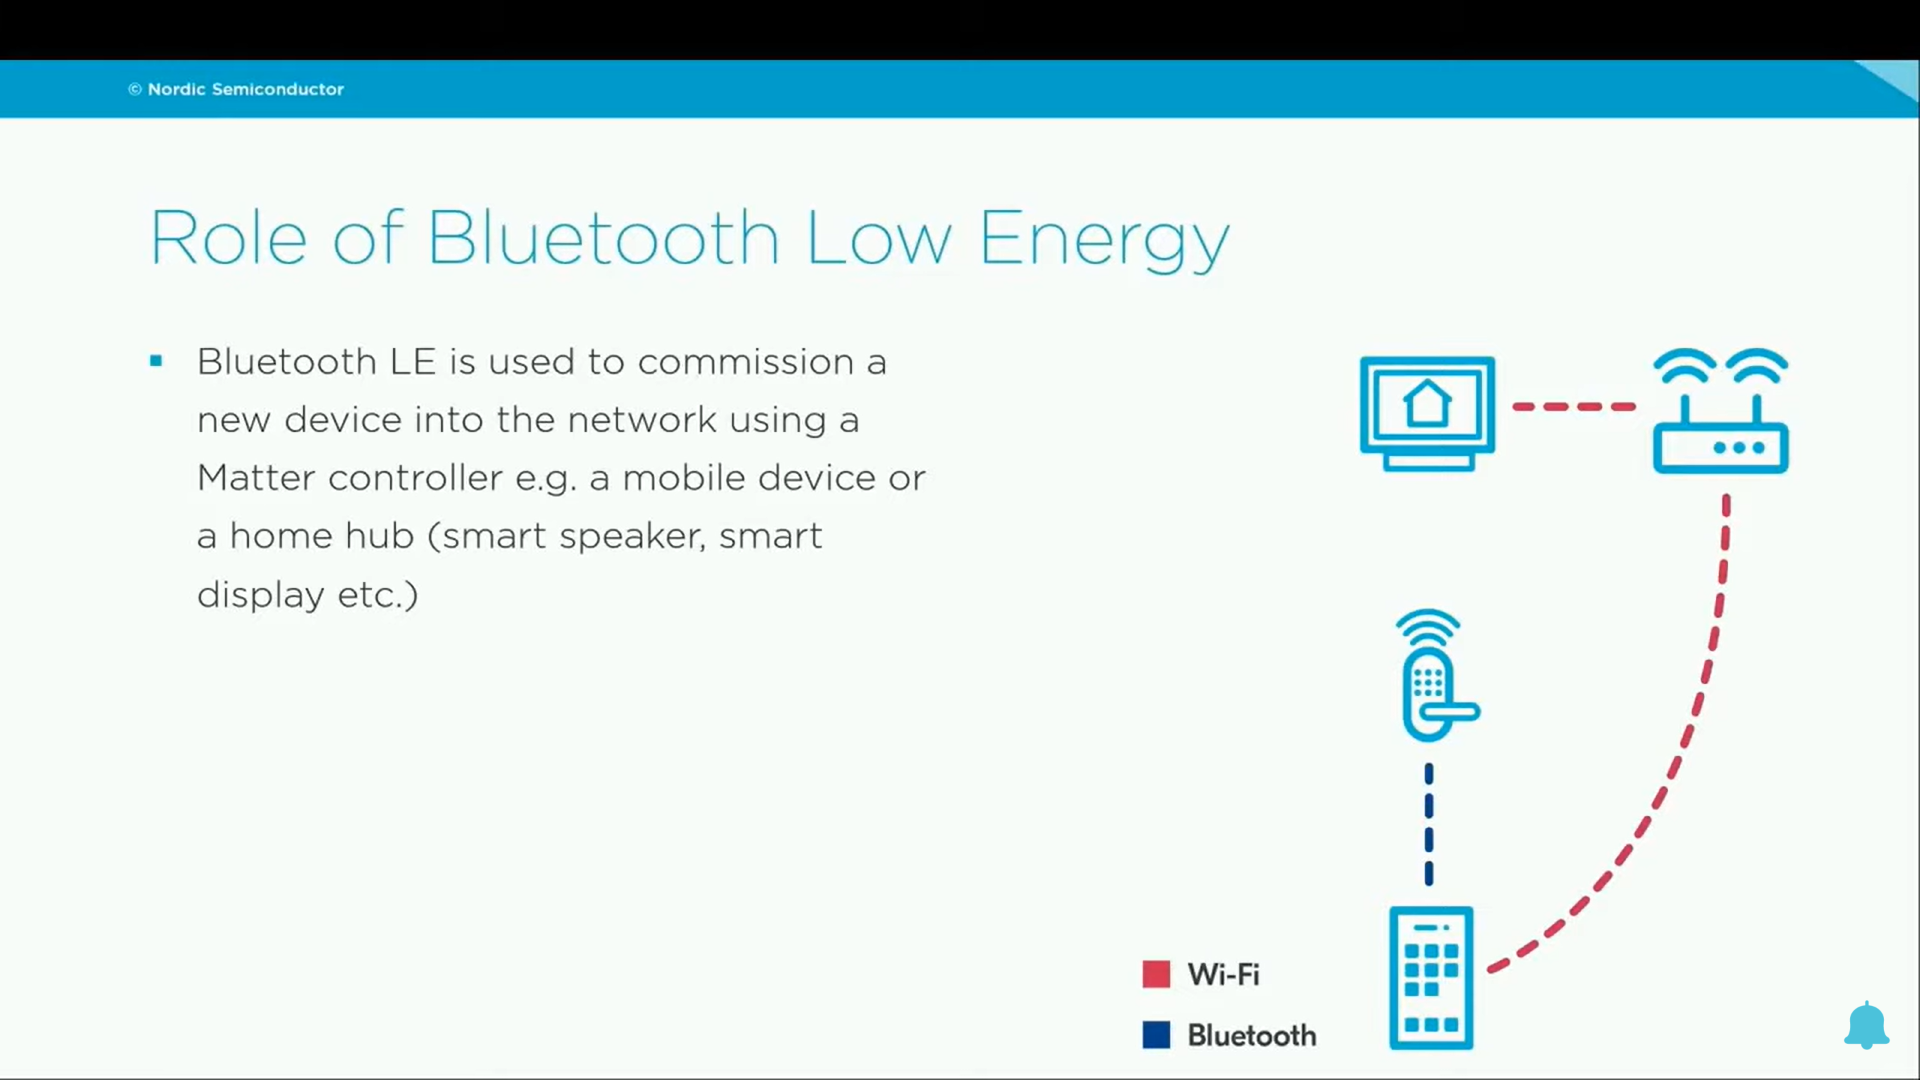 © Nordic Semiconductor
Role of Bluetooth Low Energy
Bluetooth LE is used to commission a
new device into the network using a
Matter controller e.g. a mobile device or
a home hub (smart speaker, smart
display etc.)
Wi-Fi
Bluetooth